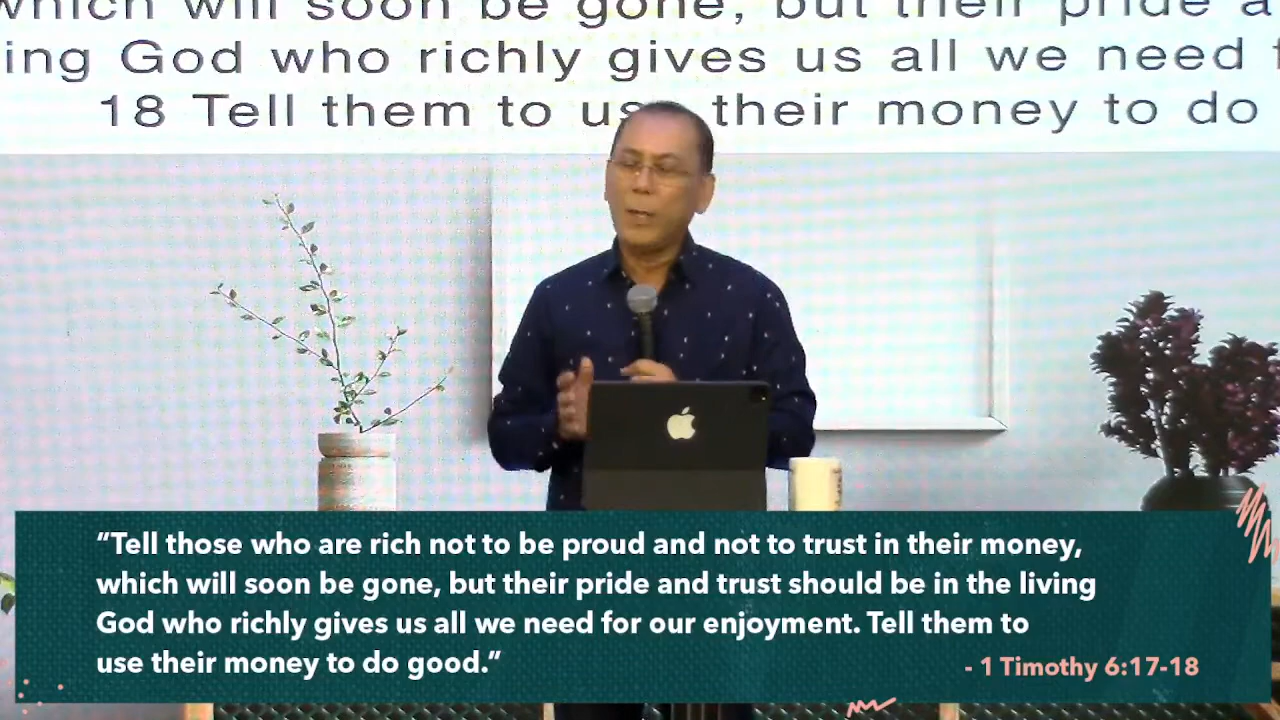 which will soon be gone, but their pride a
ing God who richly gives us all we need
18 Tell them to use their money to do
“Tell those who are rich not to be proud and not to trust in their money,
which will soon be gone, but their pride and trust should be in the living
God who richly gives us all we need for our enjoyment. Tell them to
use their money to do good.”
- 1 Timothy 6:17-18